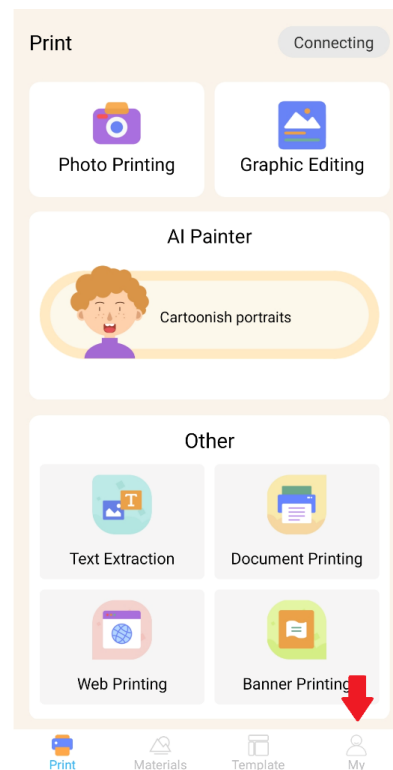 Print
Connecting
Photo Printing
Graphic Editing
AI Painter
Cartoonish portraits
Other
T
Text Extraction
Document Printing
Web Printing
Banner Printing
Print
Materials
Template
My